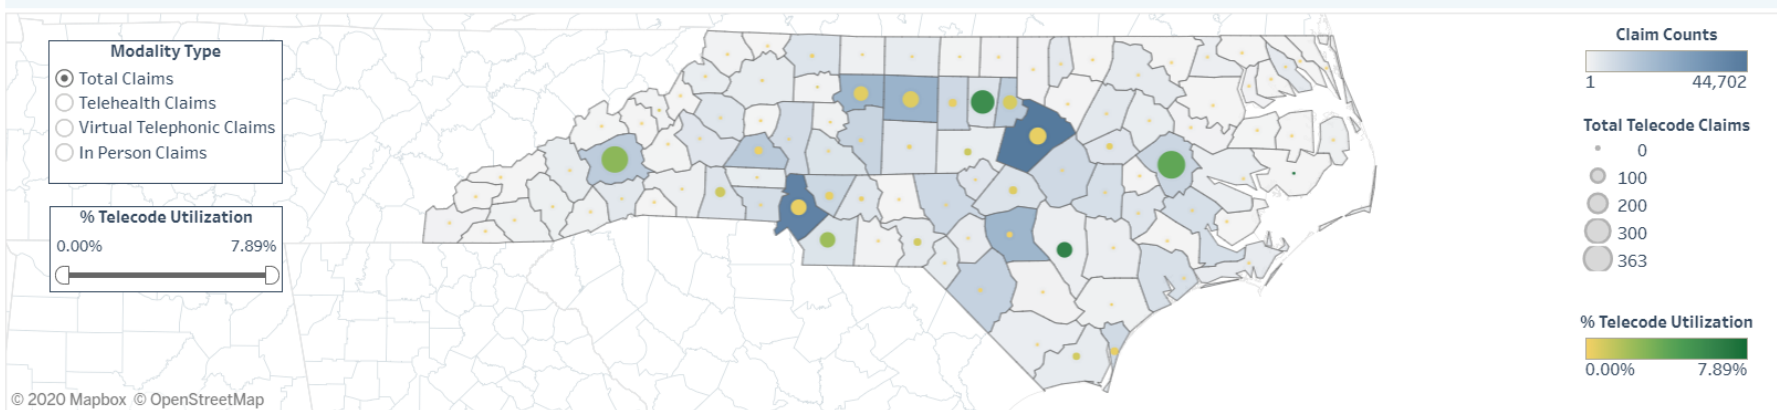 Modality Type
Total Claims
Telehealth Claims
Virtual Telephonic Claims
In Person Claims
% Telecode Utilization
0.00% 7.89%
© 2020 Mapbox © OpenStreetMap
Claim Counts
1 44,702
Total Telecode Claims
0
100
200
300
363
% Telecode Utilization
0.00% 7.89%